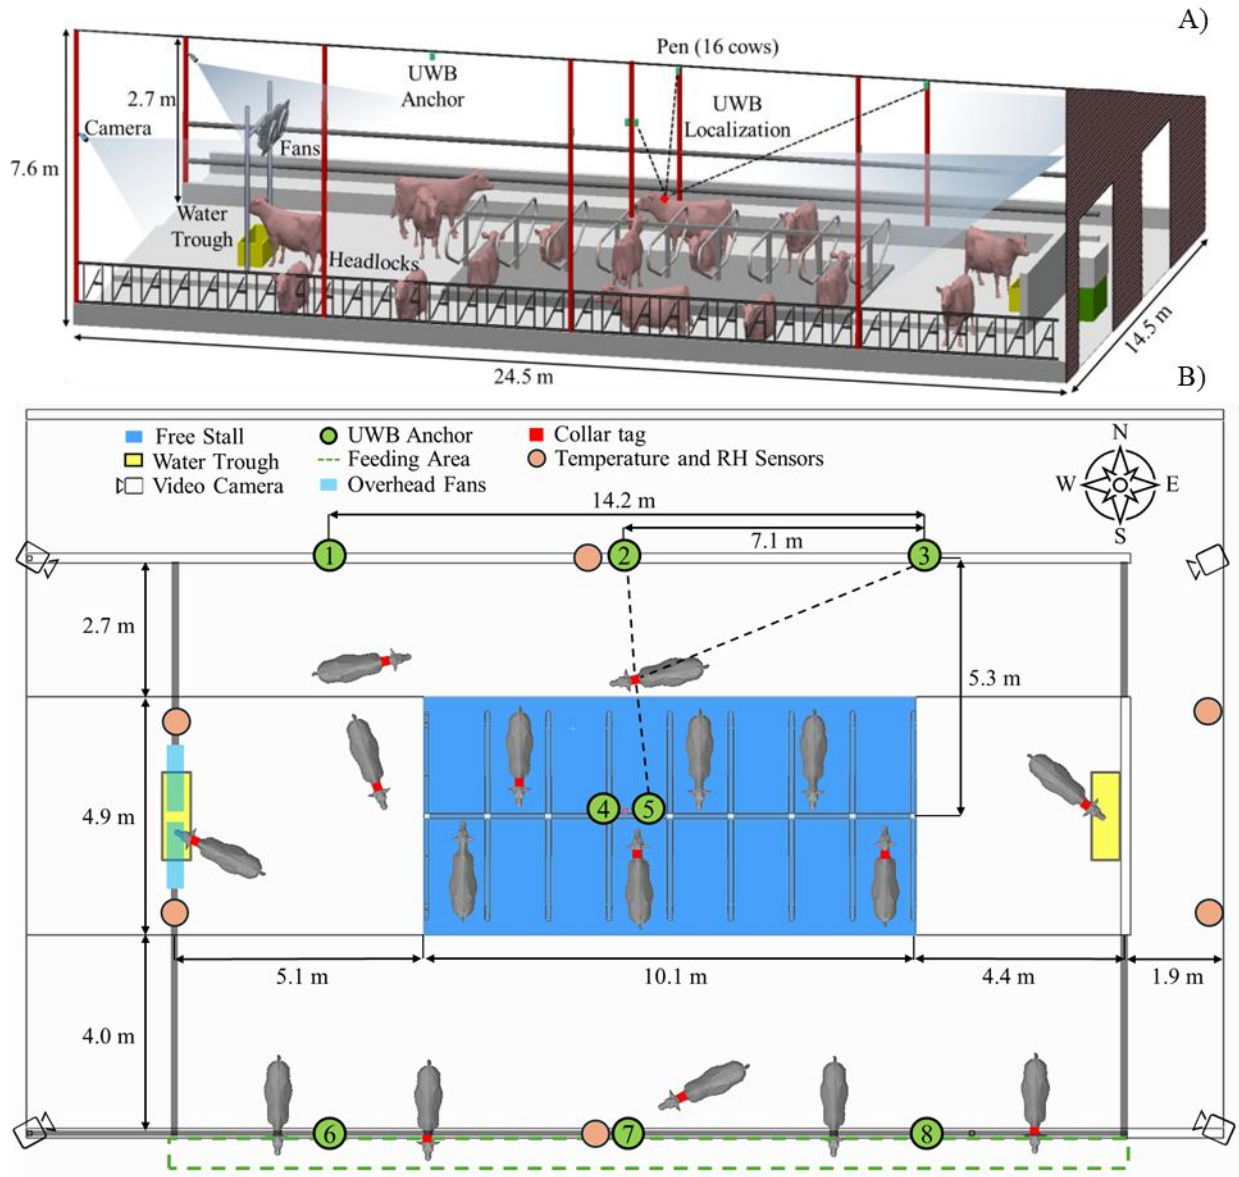 A)
Pen (16 cows)
UWB
Anchor
2.7 m
UWB
Localization
Camera
Fans
7.6 m
Water
Trough
Headlocks
14.5 m
24.5 m
B)
Free Stall
UWB Anchor
Collar tag
Water Trough
Feeding Area
Temperature and RH Sensors
Video Camera
Overhead Fans
N
W
E
S
14.2 m
7.1 m
1
2
3
2.7 m
5.3 m
4.9 m
4
5
5.1 m
10.1 m
4.4 m
1.9 m
4.0 m
6
7
8